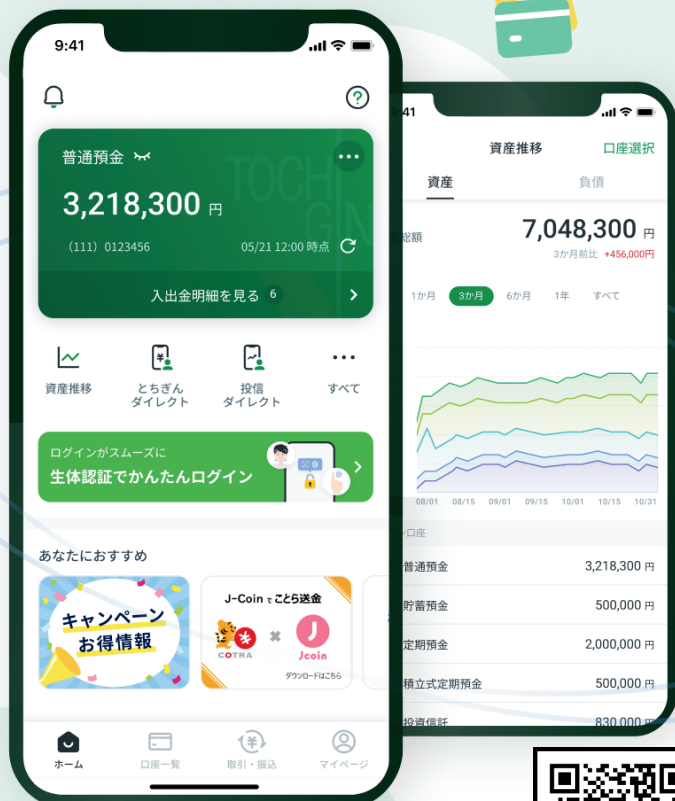 9:41
普通預金
TOCHI
GIN
3,218,300 円
(111) 0123456
05/21 12:00 時点
入出金明細を見る 6
資産推移
とちぎん
ダイレクト
投信
ダイレクト
すべて
ログインがスムーズに
生体認証でかんたんログイン
あなたにおすすめ
キャンペーン
お得情報
J-Coin でことら送金
COTRA
Jcoin
ダウンロードはこちら
ホーム
口座一覧
取引・振込
マイページ
41
資産推移
口座選択
資産
負債
総額
7,048,300 円
3か月前比 +456,000円
1か月
3か月
6か月
1年
すべて
08/01 08/15 09/01 09/15 10/01 10/15 10/31
口座
普通預金 3,218,300 円
貯蓄預金 500,000 円
定期預金 2,000,000 円
積立式定期預金 500,000 円
投資信託 830,000 円